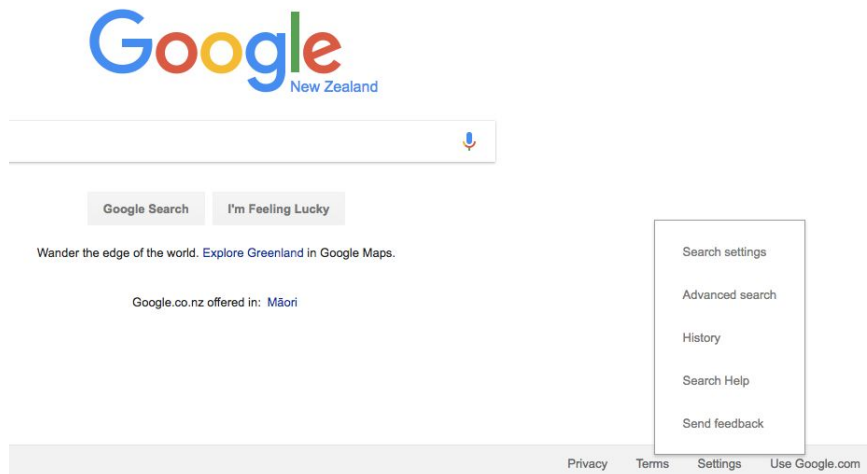 Google
New Zealand
Google Search I'm Feeling Lucky
Wander the edge of the world. Explore Greenland in Google Maps.
Google.co.nz offered in: Māori
Search settings
Advanced search
History
Search Help
Send feedback
Privacy Terms Settings Use Google.com